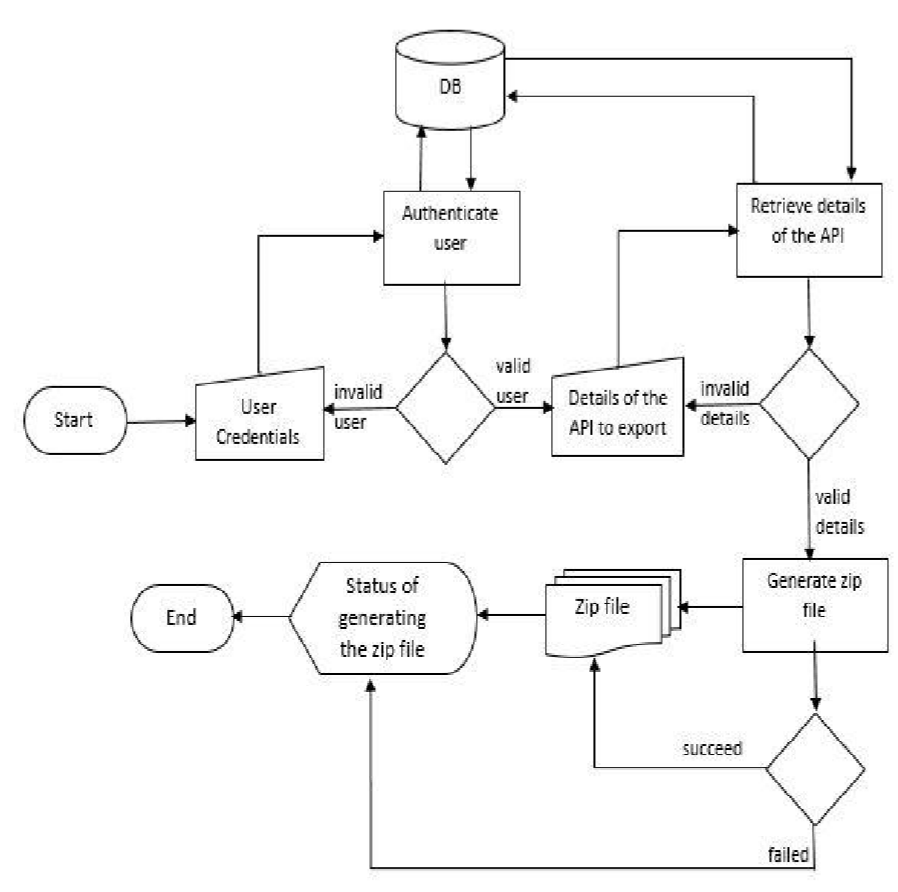 DB
Authenticate
user
Retrieve details
of the API
Start
User
Credentials
invalid
user
valid
user
Details of the
API to export
invalid
details
valid
details
End
Status of
generating
the zip file
Zip file
Generate zip
file
succeed
failed